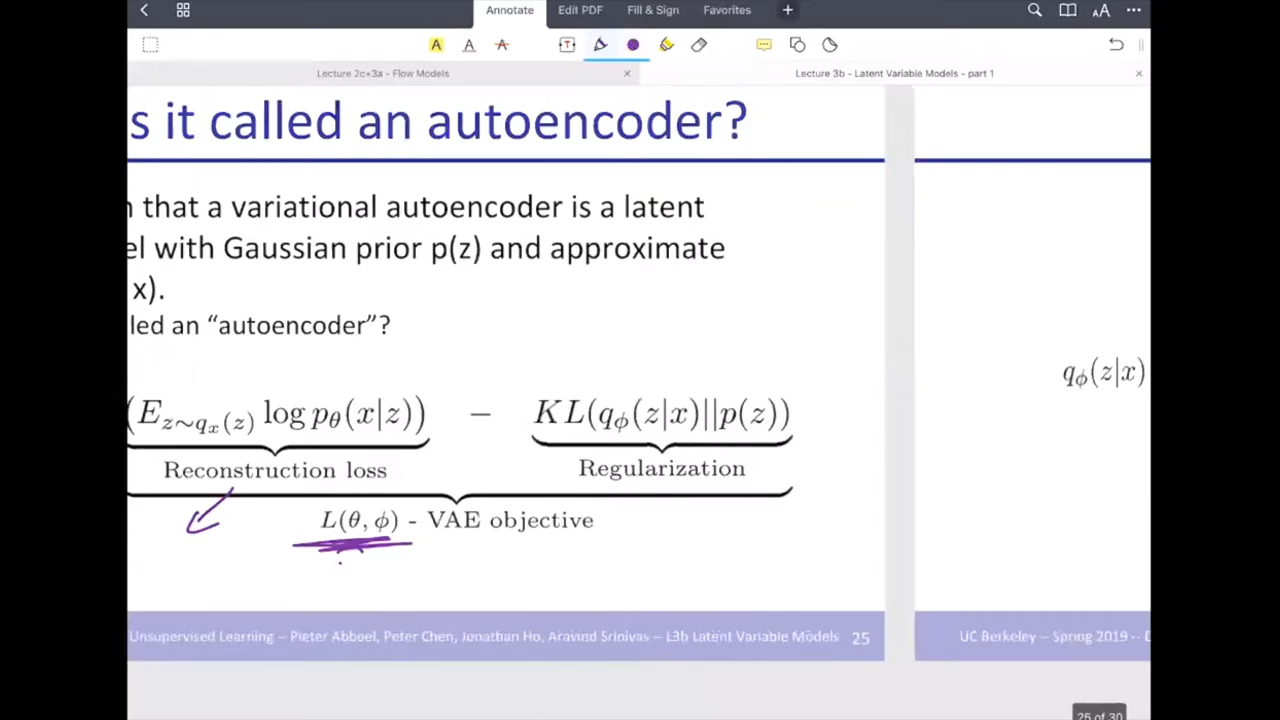 Annotate Edit PDF Fill & Sign Favorites
Lecture 2c+3a - Flow Models
Lecture 3b - Latent Variable Models - part 1
s it called an autoencoder?
that a variational autoencoder is a latent
el with Gaussian prior p(z) and approximate
x).
led an “autoencoder”?
(E_{z∼q_x(z)} log p_θ(x|z)) − KL(q_ϕ(z|x)||p(z))
Reconstruction loss
Regularization
L(θ, ϕ) - VAE objective
Unsupervised Learning – Pieter Abbeel, Peter Chen, Jonathan Ho, Aravind Srinivas – L3b Latent Variable Models 25
q_ϕ(z|x)
UC Berkeley – Spring 2019 -